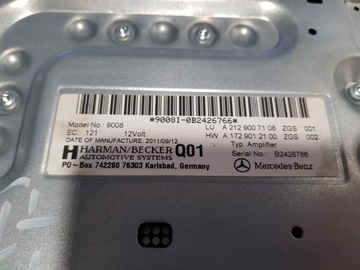 *9008I-0B2426766*
Model No.: 9008
LU A 212 900 71 08 ZGS 001
EC: 121 12Volt
HW A 172 901 21 00 ZGS 002
DATE OF MANUFACTURE: 2011/09/12
Typ: Amplifier
HARMAN/BECKER Q01
AUTOMOTIVE SYSTEMS
Serial No.: B2426766
PO - Box 742260 76303 Karlsbad, Germany
Mercedes-Benz